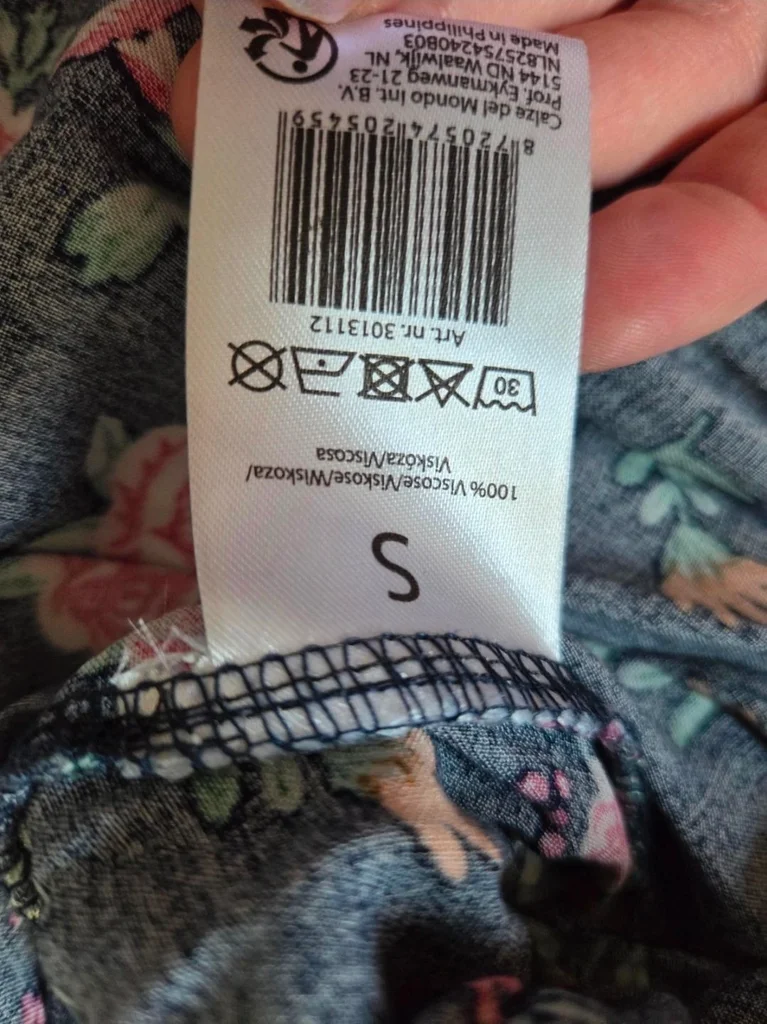 S
100% Viscose/Viskose/Wiskoza/
Viskóza/Viscosa
30
Art. nr. 3013112
8 720574 205459
Calze del Mondo Int. B.V.
Prof. Eykmanweg 21-23
5144 ND Waalwijk, NL
NL825754240B03
Made in Philippines